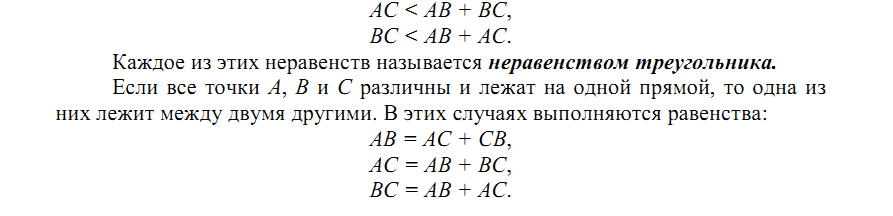 AC < AB + BC,
BC < AB + AC.
Каждое из этих неравенств называется неравенством треугольника.
Если все точки A, B и C различны и лежат на одной прямой, то одна из
них лежит между двумя другими. В этих случаях выполняются равенства:
AB = AC + CB,
AC = AB + BC,
BC = AB + AC.